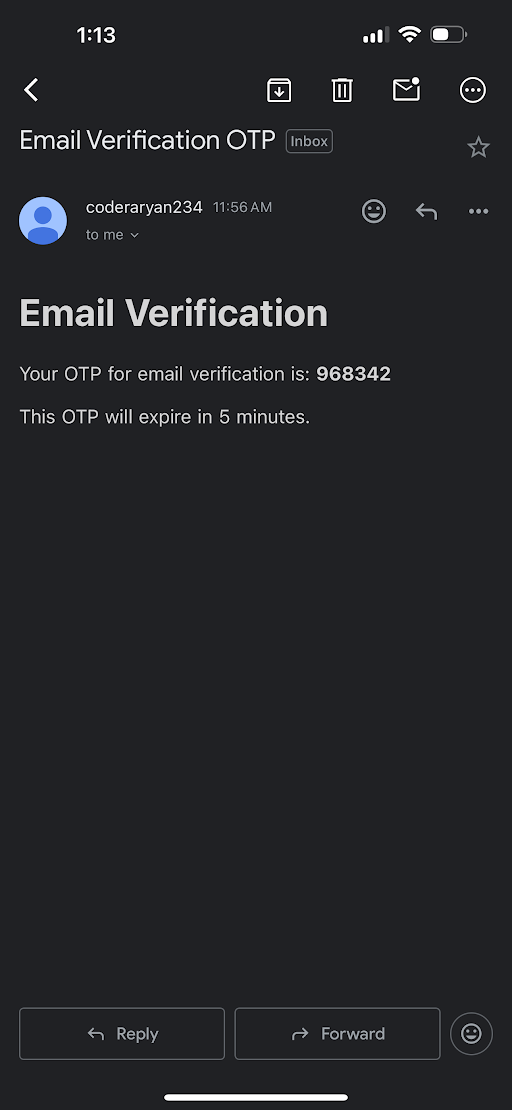 1:13
Email Verification OTP Inbox
coderaryan234 11:56 AM
to me
Email Verification
Your OTP for email verification is: 968342
This OTP will expire in 5 minutes.
Reply Forward